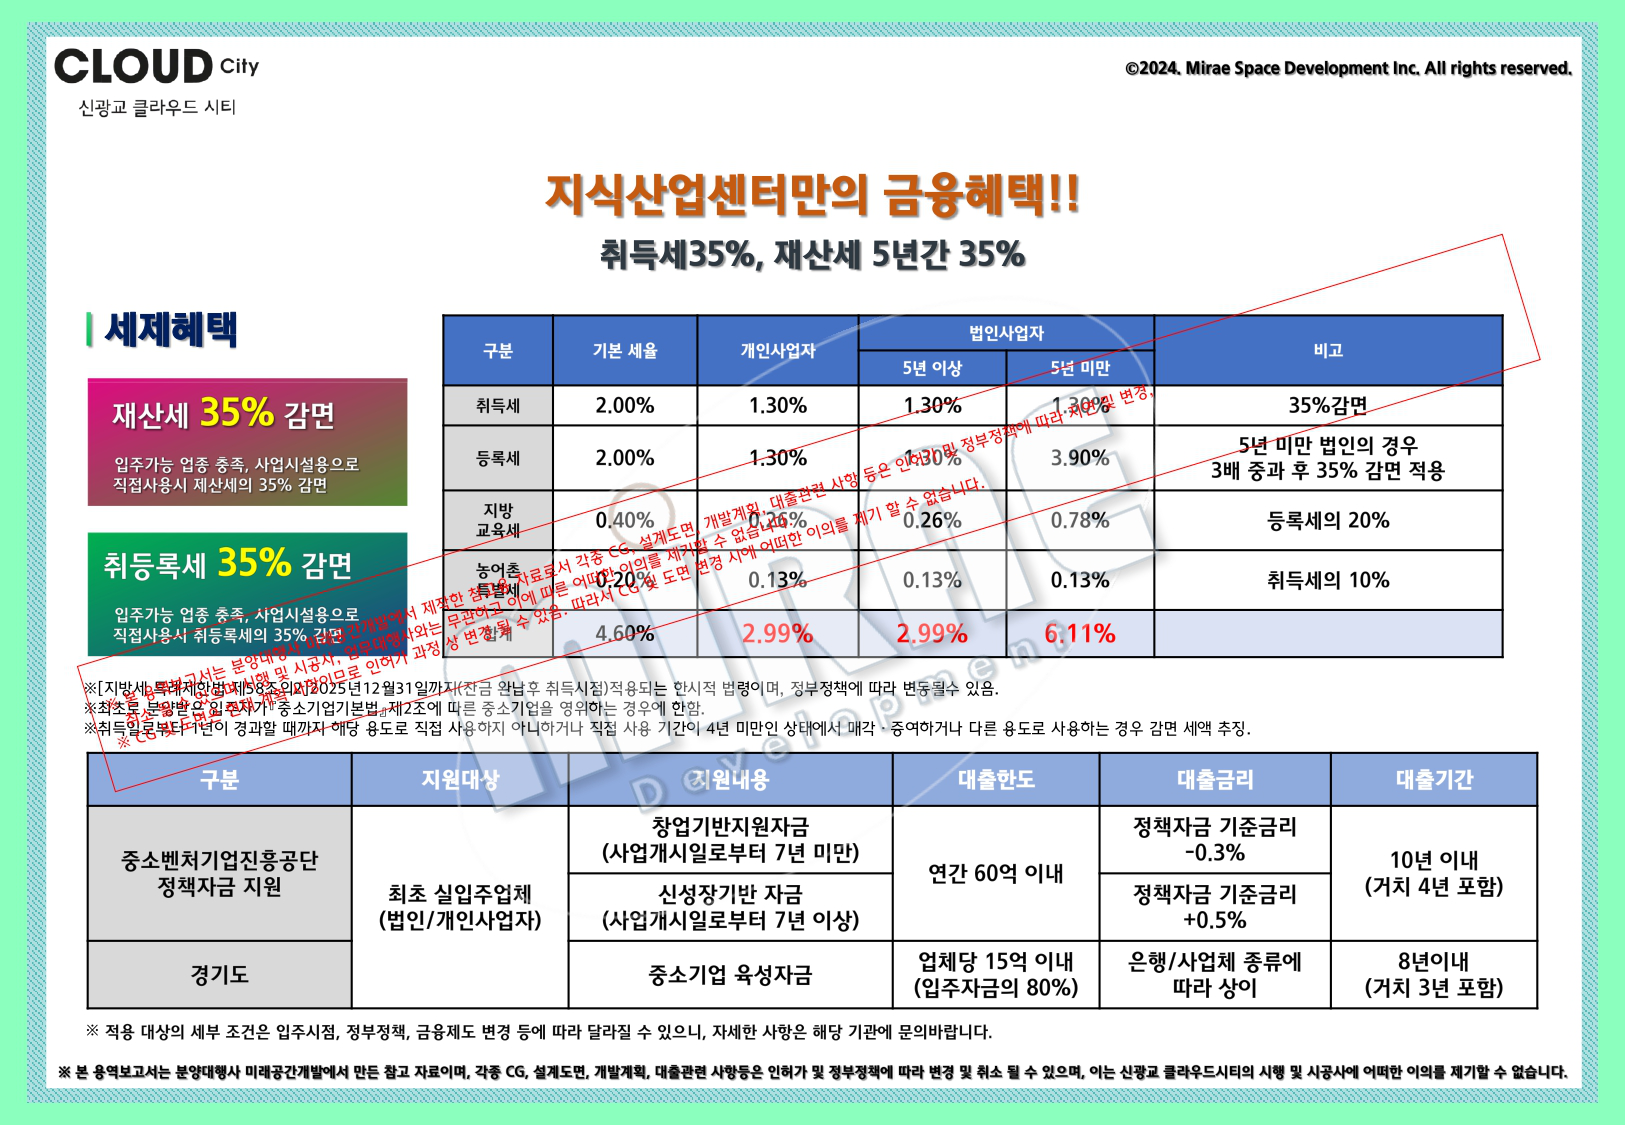 CLOUD City
신광교 클라우드 시티
©2024. Mirae Space Development Inc. All rights reserved.
지식산업센터만의 금융혜택!!
취득세35%, 재산세 5년간 35%
세제혜택
재산세 35% 감면
입주가능 업종 충족, 사업시설용으로
직접사용시 제산세의 35% 감면
취등록세 35% 감면
입주가능 업종 충족, 사업시설용으로
직접사용시 취등록세의 35% 감면
구분 기본 세율 개인사업자 법인사업자 비고
5년 이상 5년 미만
취득세 2.00% 1.30% 1.30% 1.30% 35%감면
등록세 2.00% 1.30% 1.30% 3.90% 5년 미만 법인의 경우
3배 중과 후 35% 감면 적용
지방
교육세 0.40% 0.26% 0.26% 0.78% 등록세의 20%
농어촌
특별세 0.20% 0.13% 0.13% 0.13% 취득세의 10%
합계 4.60% 2.99% 2.99% 6.11%
※[지방세 특례제한법 제58조의2]2025년12월31일까지(잔금 완납후 취득시점)적용되는 한시적 법령이며, 정부정책에 따라 변동될수 있음.
※최초로 분양받은 입주자가『중소기업기본법』제2조에 따른 중소기업을 영위하는 경우에 한함.
※취득일로부터 1년이 경과할 때까지 해당 용도로 직접 사용하지 아니하거나 직접 사용 기간이 4년 미만인 상태에서 매각·증여하거나 다른 용도로 사용하는 경우 감면 세액 추징.
※ 본 용역보고서는 분양대행사 미래공간개발에서 제작한 참고용 자료로서 각종 CG, 설계도면, 개발계획, 대출관련 사항 등은 인허가 및 정부정책에 따라 지연 및 변경,
취소 될 수 있으며 시행 및 시공사, 업무대행사와는 무관하고 이에 따른 어떠한 이의를 제기할 수 없습니다.
※ CG 및 도면은 현재 계획 사항이므로 인허가 과정 상 변경 될 수 있음. 따라서 CG 및 도면 변경 시에 어떠한 이의를 제기 할 수 없습니다.
MIRAE
Development
구분 지원대상 지원내용 대출한도 대출금리 대출기간
중소벤처기업진흥공단
정책자금 지원
최초 실입주업체
(법인/개인사업자)
창업기반지원자금
(사업개시일로부터 7년 미만)
신성장기반 자금
(사업개시일로부터 7년 이상)
연간 60억 이내
정책자금 기준금리
-0.3%
정책자금 기준금리
+0.5%
10년 이내
(거치 4년 포함)
경기도
중소기업 육성자금
업체당 15억 이내
(입주자금의 80%)
은행/사업체 종류에
따라 상이
8년이내
(거치 3년 포함)
※ 적용 대상의 세부 조건은 입주시점, 정부정책, 금융제도 변경 등에 따라 달라질 수 있으니, 자세한 사항은 해당 기관에 문의바랍니다.
※ 본 용역보고서는 분양대행사 미래공간개발에서 만든 참고 자료이며, 각종 CG, 설계도면, 개발계획, 대출관련 사항등은 인허가 및 정부정책에 따라 변경 및 취소 될 수 있으며, 이는 신광교 클라우드시티의 시행 및 시공사에 어떠한 이의를 제기할 수 없습니다.